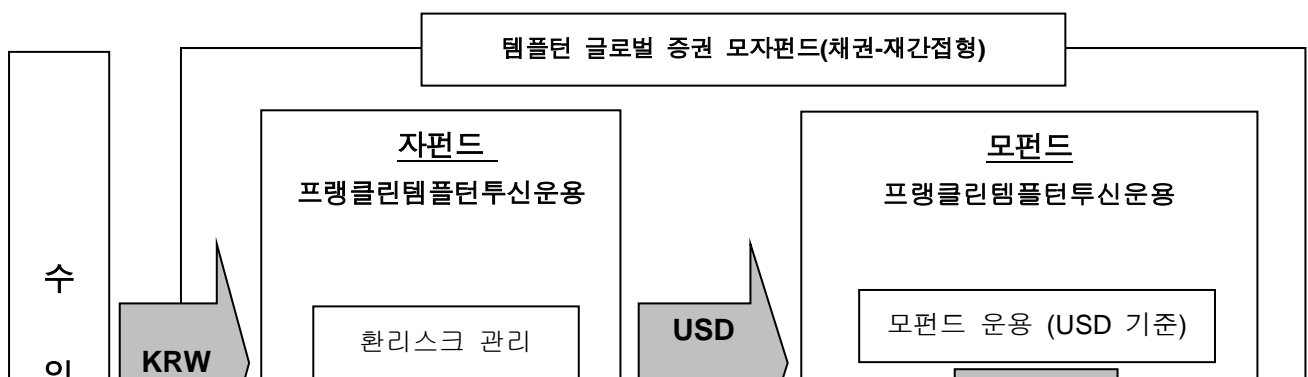 템플턴 글로벌 증권 모자펀드(채권-재간접형)
자펀드
프랭클린템플턴투신운용
모펀드
프랭클린템플턴투신운용
수
환리스크 관리
모펀드 운용 (USD 기준)
USD
KRW